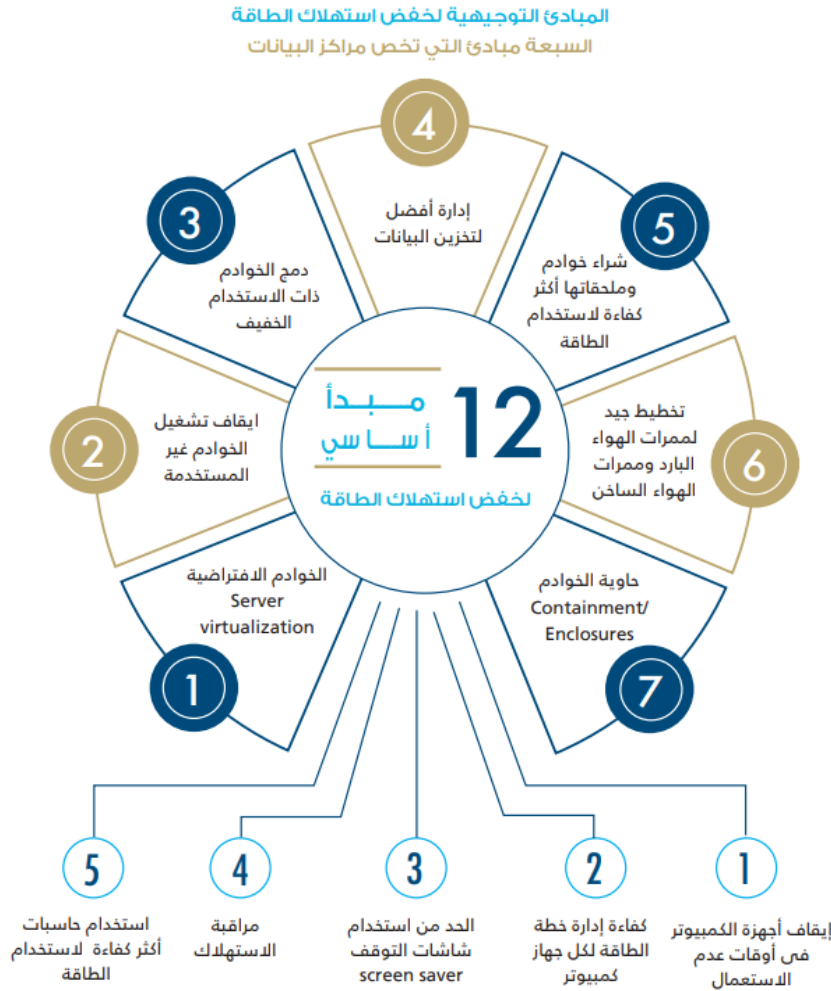 المبادئ التوجيهية لخفض استهلاك الطاقة
السبعة مبادئ التي تخص مراكز البيانات
12
مبدأ
أساسي
لخفض استهلاك الطاقة
1
الخوادم الافتراضية
Server
virtualization
2
ايقاف تشغيل
الخوادم غير
المستخدمة
3
دمج الخوادم
ذات الاستخدام
الخفيف
4
إدارة أفضل
لتخزين البيانات
5
شراء خوادم
وملحقاتها أكثر
كفاءة لاستخدام
الطاقة
6
تخطيط جيد
لممرات الهواء
البارد وممرات
الهواء الساخن
7
حاوية الخوادم
Containment/
Enclosures
1
إيقاف أجهزة الكمبيوتر
فى أوقات عدم
الاستعمال
2
كفاءة إدارة خطة
الطاقة لكل جهاز
كمبيوتر
3
الحد من استخدام
شاشات التوقف
screen saver
4
مراقبة
الاستهلاك
5
استخدام حاسبات
أكثر كفاءة لاستخدام
الطاقة